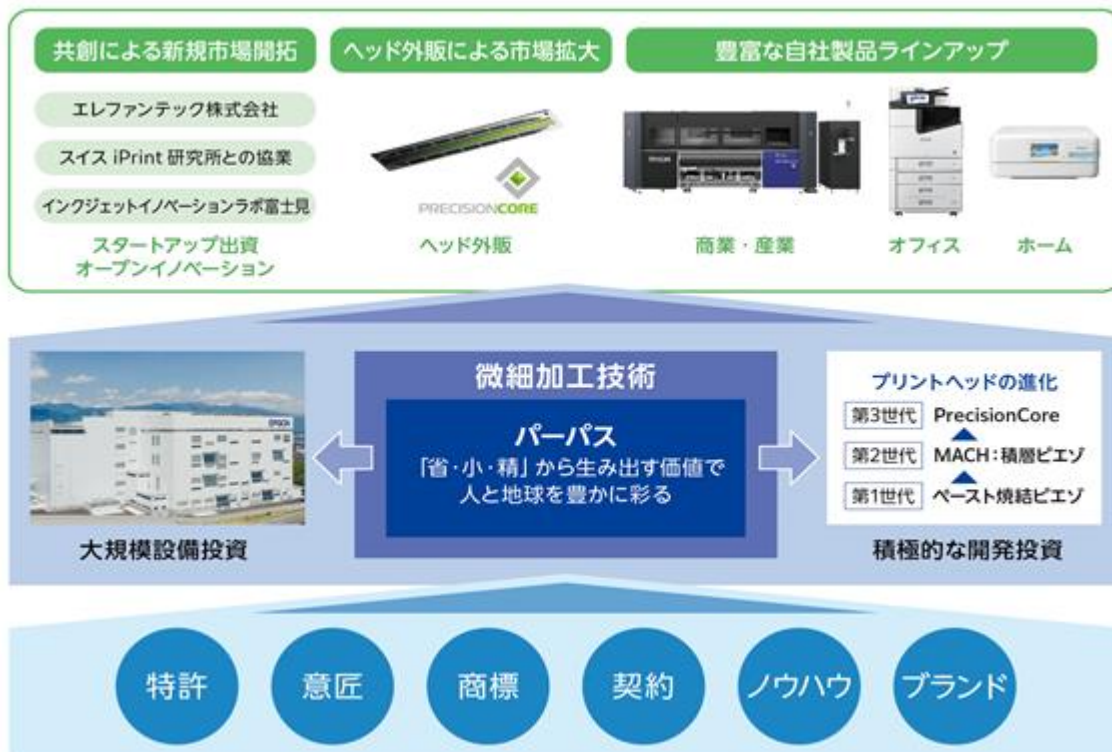 共創による新規市場開拓
ヘッド外販による市場拡大
豊富な自社製品ラインアップ
エレファンテック株式会社
スイス iPrint 研究所との協業
インクジェットイノベーションラボ富士見
スタートアップ出資
オープンイノベーション
PRECISIONCORE
ヘッド外販
EPSON
商業・産業
オフィス
ホーム
EPSON
大規模設備投資
微細加工技術
パーパス
「省・小・精」から生み出す価値で
人と地球を豊かに彩る
プリントヘッドの進化
第3世代 PrecisionCore
第2世代 MACH:積層ピエゾ
第1世代 ペースト焼結ピエゾ
積極的な開発投資
特許
意匠
商標
契約
ノウハウ
ブランド